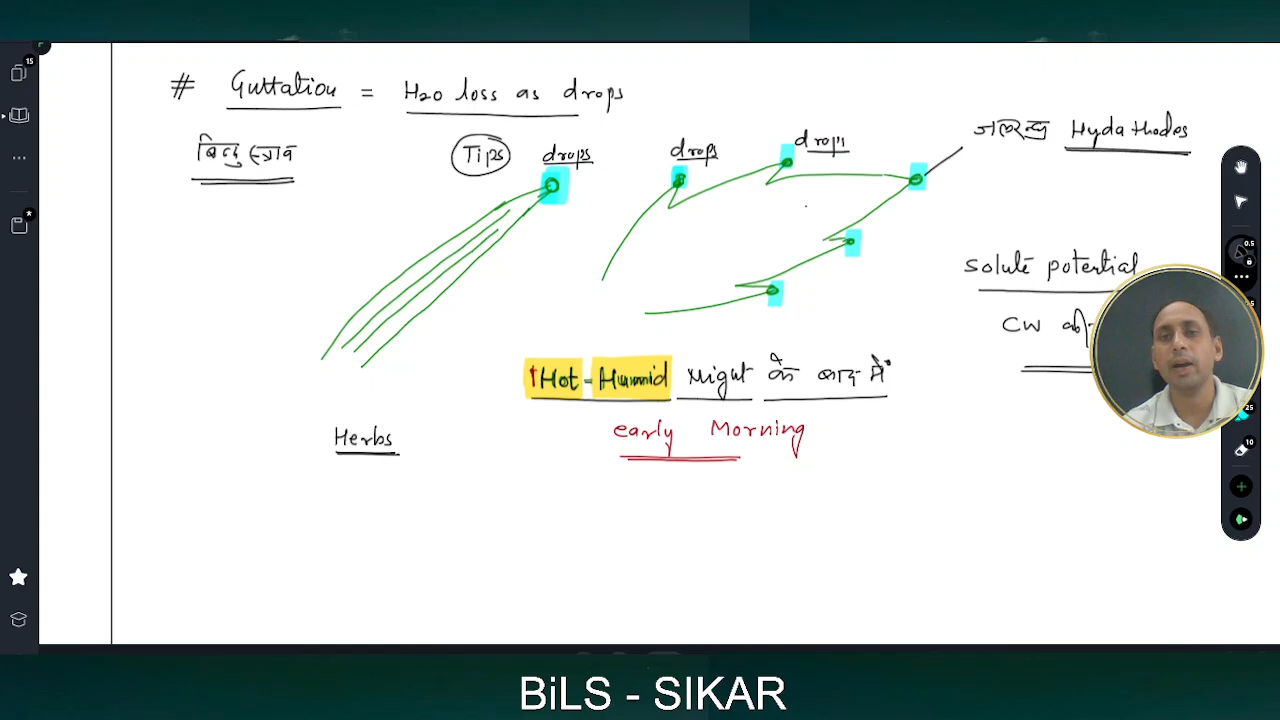 # Guttation = H2O loss as drops
बिन्दु स्त्राव
Tips drops drops drops
जलरन्ध्र Hydathodes
solute potential
CW की
↑Hot - Humid Night के बाद में
early Morning
Herbs
BiLS - SIKAR